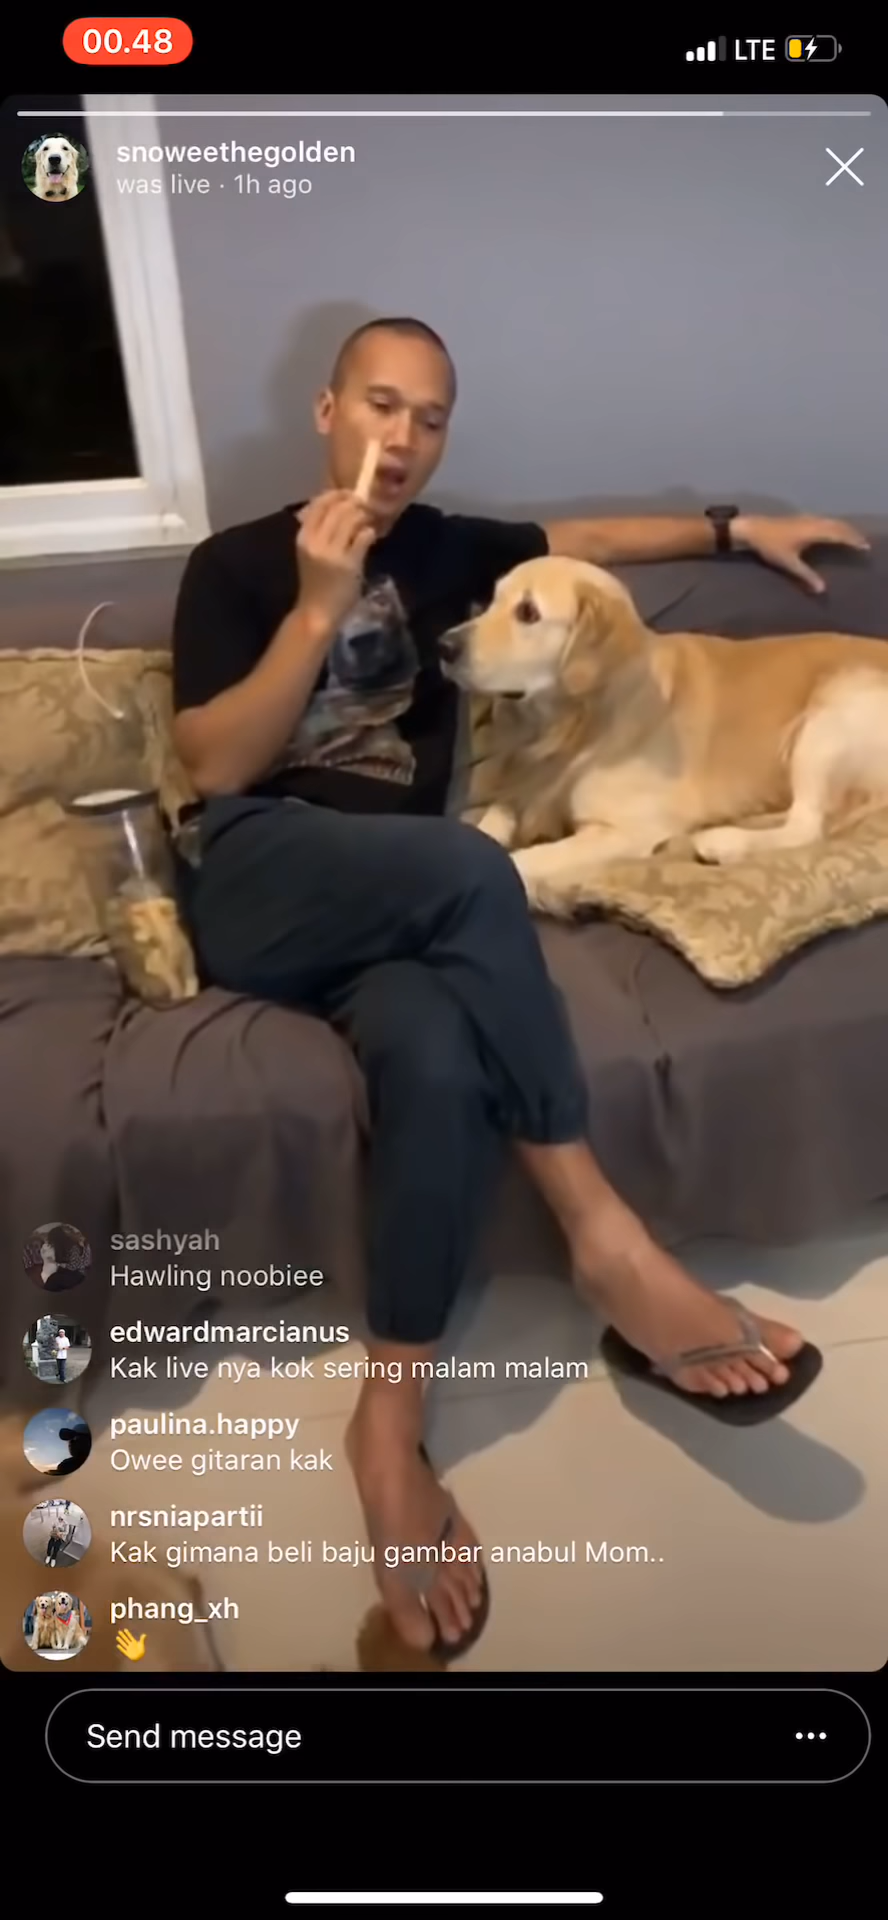 00.48
LTE
snoweethegolden
was live · 1h ago
sashyah
Hawling noobiee
edwardmarcianus
Kak live nya kok sering malam malam
paulina.happy
Owee gitaran kak
nrsniapartii
Kak gimana beli baju gambar anabul Mom..
phang_xh
👋
Send message